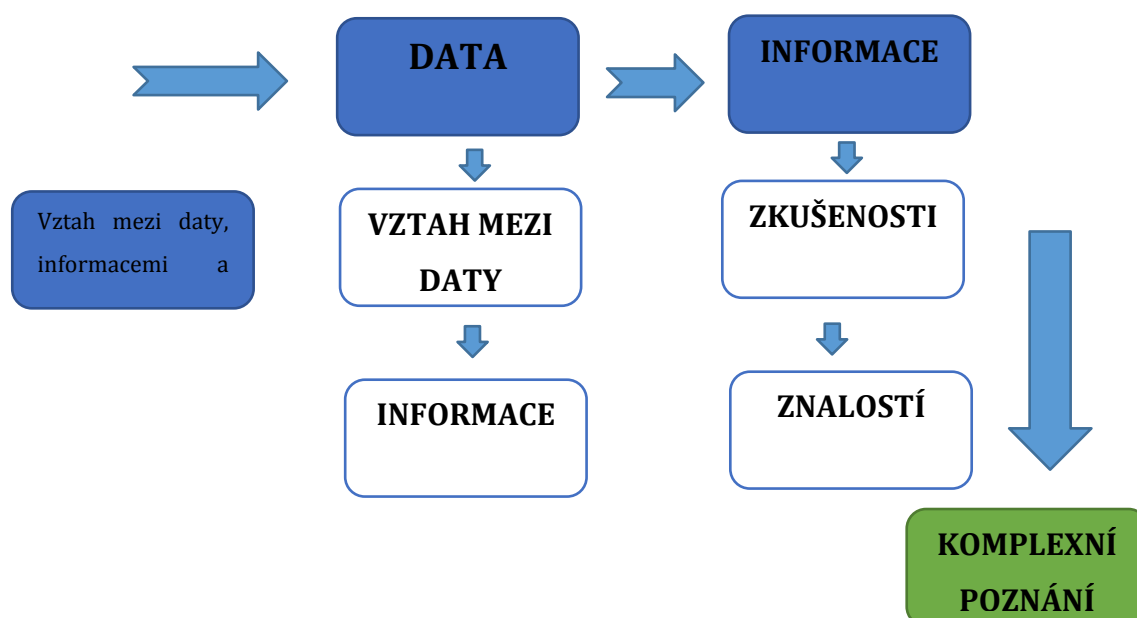 DATA
INFORMACE
Vztah mezi daty,
informacemi a
VZTAH MEZI
DATY
ZKUŠENOSTI
INFORMACE
ZNALOSTÍ
KOMPLEXNÍ
POZNÁNÍ